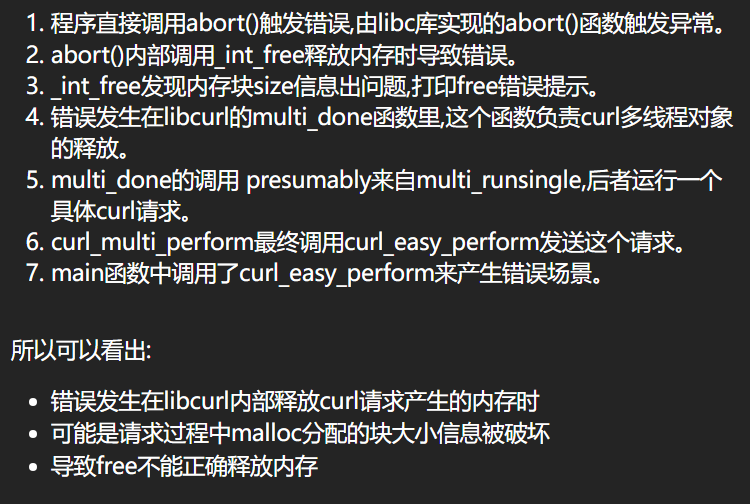 1. 程序直接调用abort()触发错误,由libc库实现的abort()函数触发异常。
2. abort()内部调用_int_free释放内存时导致错误。
3. _int_free发现内存块size信息出问题,打印free错误提示。
4. 错误发生在libcurl的multi_done函数里,这个函数负责curl多线程对象
的释放。
5. multi_done的调用 presumably来自multi_runsingle,后者运行一个
具体curl请求。
6. curl_multi_perform最终调用curl_easy_perform发送这个请求。
7. main函数中调用了curl_easy_perform来产生错误场景。
所以可以看出:
• 错误发生在libcurl内部释放curl请求产生的内存时
• 可能是请求过程中malloc分配的块大小信息被破坏
• 导致free不能正确释放内存